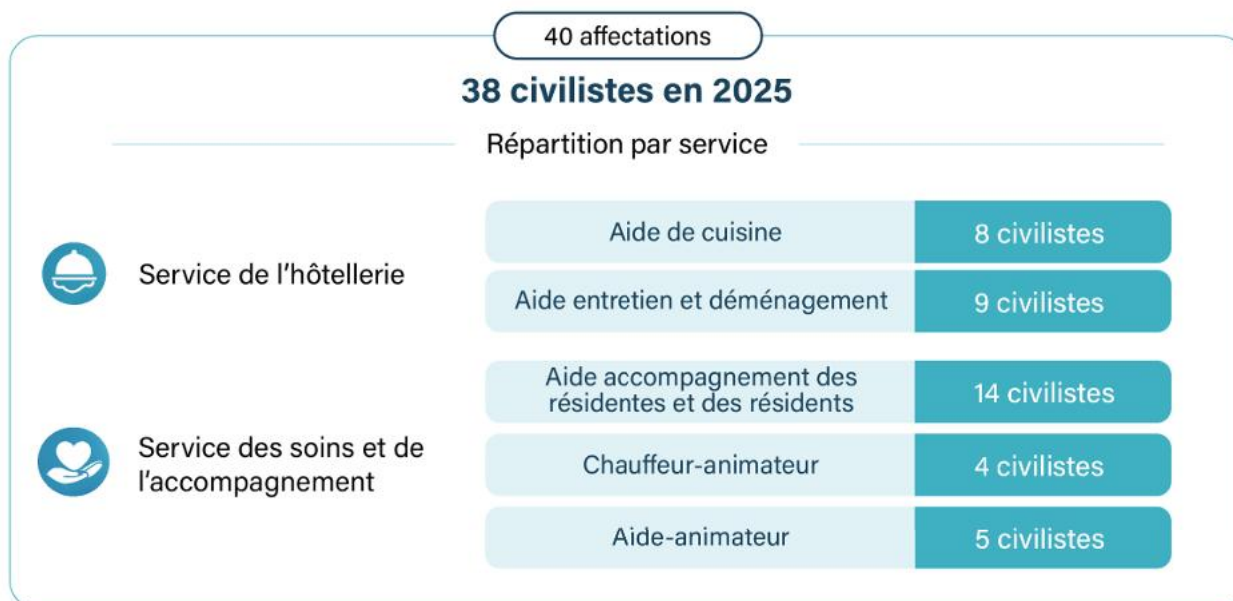 40 affectations
38 civilistes en 2025
Répartition par service
Service de l'hôtellerie
Aide de cuisine
8 civilistes
Aide entretien et déménagement
9 civilistes
Service des soins et de
l'accompagnement
Aide accompagnement des
résidentes et des résidents
14 civilistes
Chauffeur-animateur
4 civilistes
Aide-animateur
5 civilistes